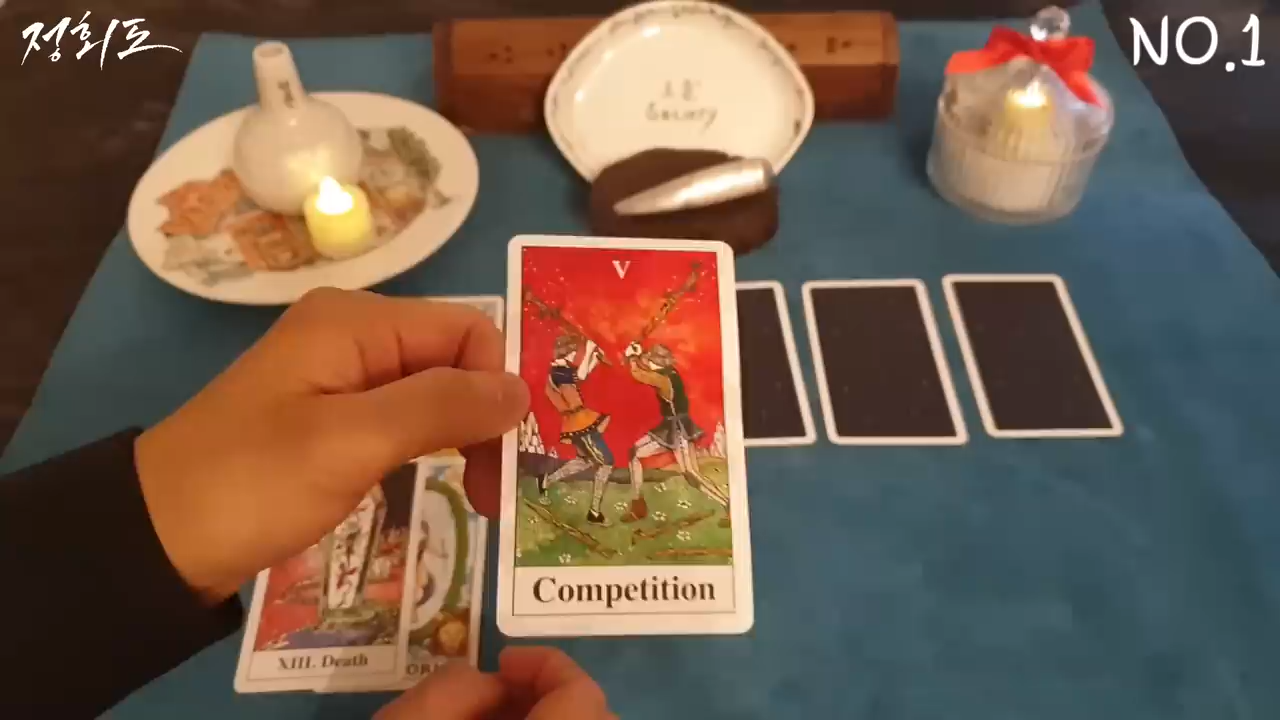 정회도
NO.1
V
Competition
XIII. Death